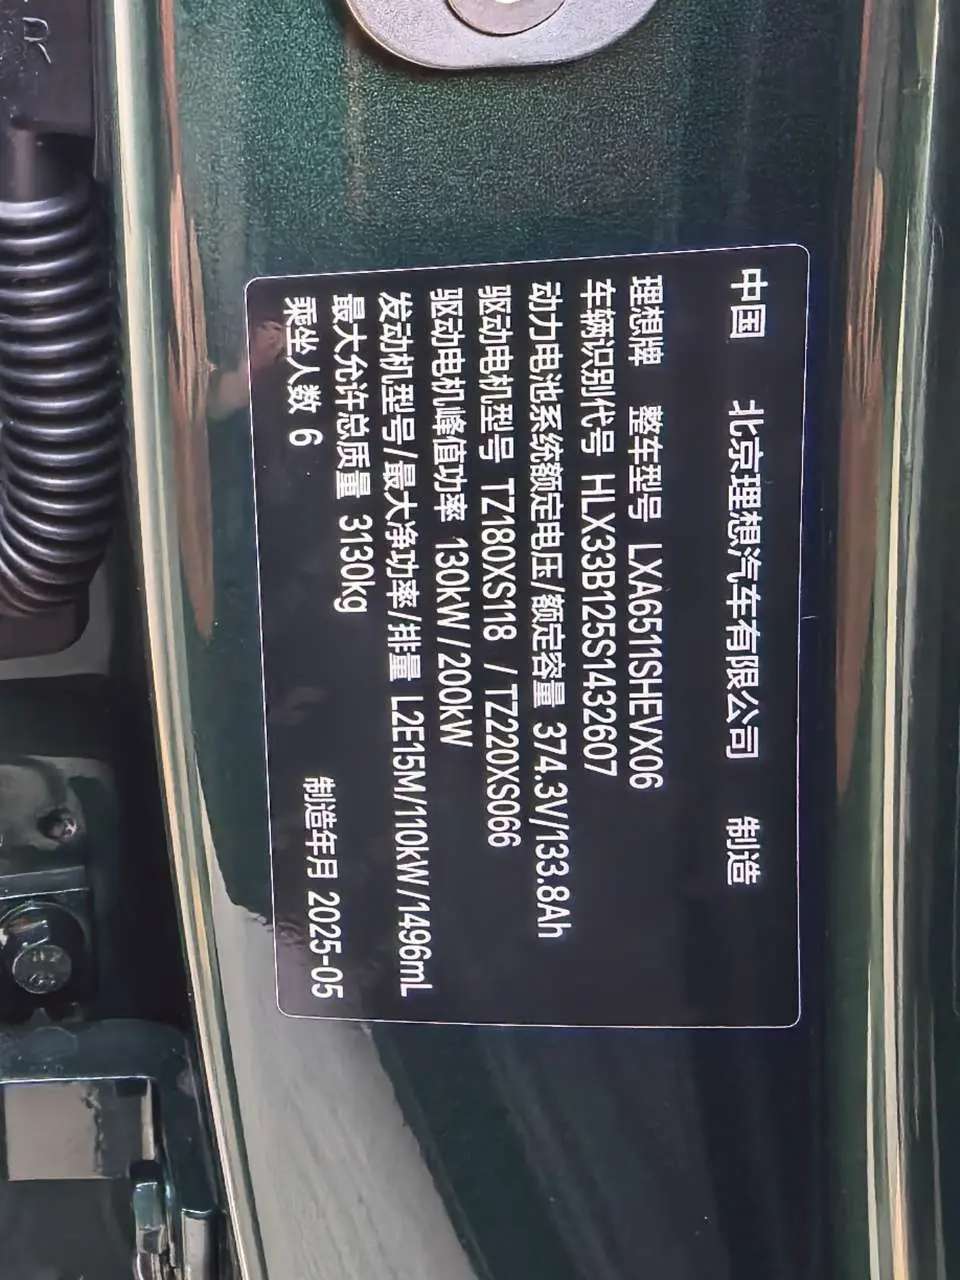 中国 北京理想汽车有限公司 制造
理想牌 整车型号 LXA6511SHEVX06
车辆识别代号 HLX33B125S1432607
动力电池系统额定电压/额定容量 374.3V/133.8Ah
驱动电机型号 TZ180XS118 / TZ220XS066
驱动电机峰值功率 130kW/200kW
发动机型号/最大净功率/排量 L2E15M/110kW/1496mL
最大允许总质量 3130kg
乘坐人数 6 制造年月 2025-05
R